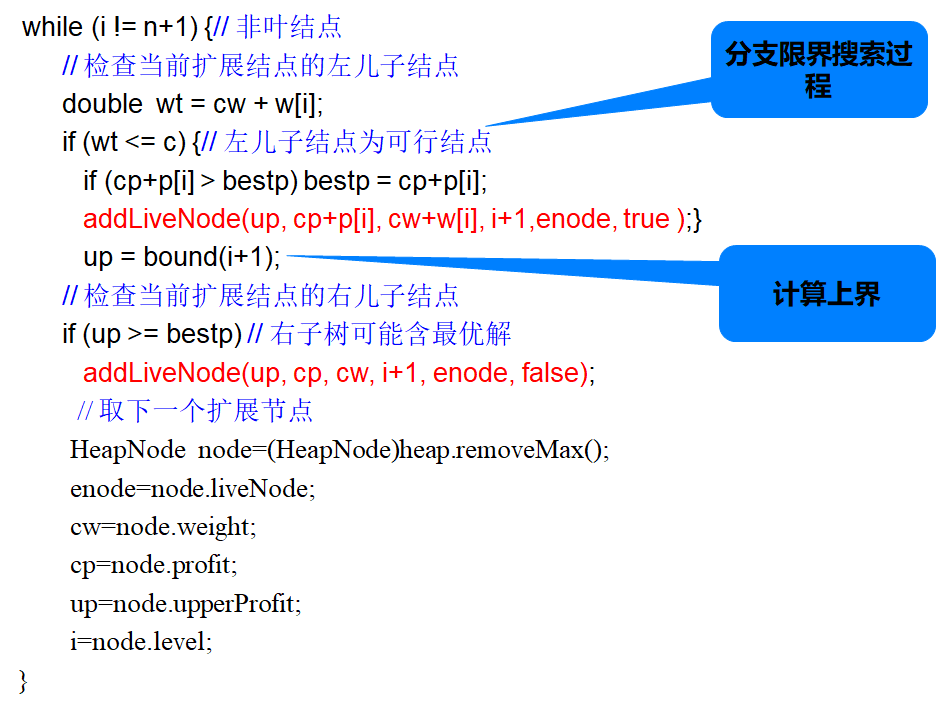 while (i != n+1) {// 非叶结点
// 检查当前扩展结点的左儿子结点
double wt = cw + w[i];
if (wt <= c) {// 左儿子结点为可行结点
if (cp+p[i] > bestp) bestp = cp+p[i];
addLiveNode(up, cp+p[i], cw+w[i], i+1,enode, true );}
up = bound(i+1);
// 检查当前扩展结点的右儿子结点
if (up >= bestp) // 右子树可能含最优解
addLiveNode(up, cp, cw, i+1, enode, false);
// 取下一个扩展节点
HeapNode node=(HeapNode)heap.removeMax();
enode=node.liveNode;
cw=node.weight;
cp=node.profit;
up=node.upperProfit;
i=node.level;
}
分支限界搜索过
程
计算上界